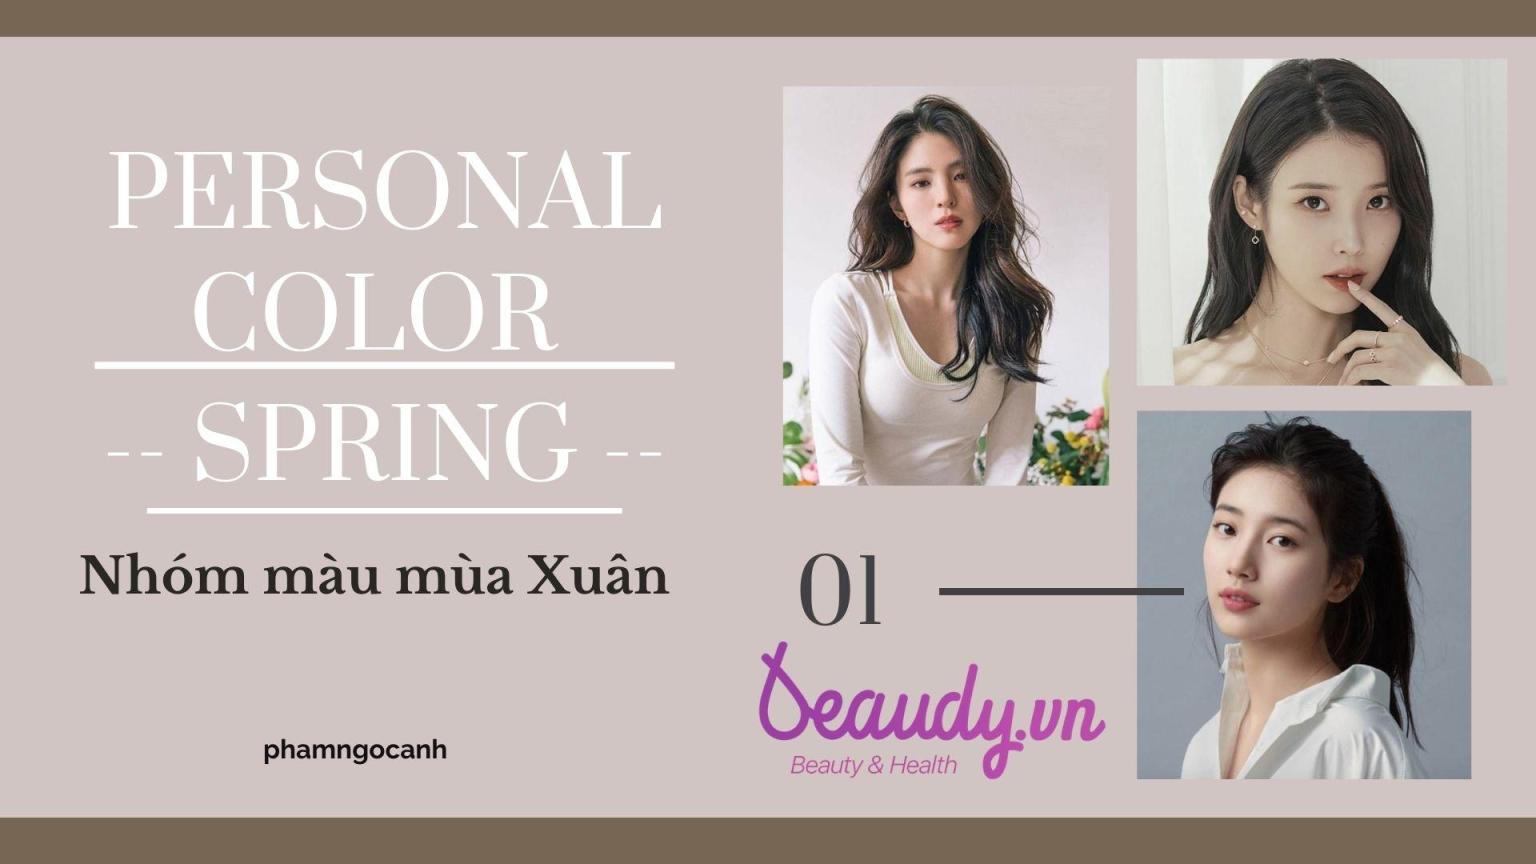 PERSONAL
COLOR
-- SPRING --
Nhóm màu mùa Xuân
phamngocanh
01
Beaudy.vn
Beauty & Health